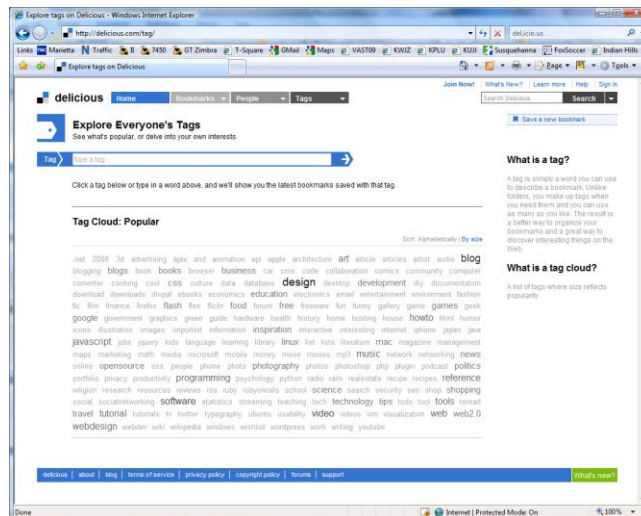 Explore tags on Delicious - Windows Internet Explorer
http://delicious.com/tag/
del.icio.us
Links Marietta Traffic II 7450 GT Zimbra T-Square GMail Maps VAST09 KWIZ KPLU KUJI Susquehanna FoxSoccer Indian Hills
Explore tags on Delicious
Page Tools
Join Now! What's New? Learn more Help Sign in
delicious Home Bookmarks People Tags
Search Delicious Search
Explore Everyone's Tags
See what's popular, or delve into your own interests.
Save a new bookmark
Tag type a tag
Click a tag below or type in a word above, and we'll show you the latest bookmarks saved with that tag.
What is a tag?
A tag is simply a word you can use
to describe a bookmark. Unlike
folders, you make up tags when
you need them and you can use
as many as you like. The result is
a better way to organize your
bookmarks and a great way to
discover interesting things on the
Web.
What is a tag cloud?
A list of tags where size reflects
popularity.
Tag Cloud: Popular
Sort: Alphabetically | By size
.net 2008 3d advertising ajax and animation api apple architecture art article articles artist audio blog
blogging blogs book books browser business car cms code collaboration comics community computer
converter cooking cool css culture data database design desktop development diy documentation
download downloads drupal ebooks economics education electronics email entertainment environment fashion
fic film finance firefox flash flex flickr food forum free freeware fun funny gallery game games geek
google government graphics green guide hardware health history home hosting house howto html humor
icons illustration images imported information inspiration interactive interesting internet iphone japan java
javascript jobs jquery kids language learning library linux list lists literature mac magazine management
maps marketing math media microsoft mobile money movie movies mp3 music network networking news
online opensource osx people phone photo photography photos photoshop php plugin podcast politics
portfolio privacy productivity programming psychology python radio rails realestate recipe recipes reference
religion research resources reviews rss ruby rubyonrails school science search security seo shop shopping
social socialnetworking software statistics streaming teaching tech technology tips todo tool tools toread
travel tutorial tutorials tv twitter typography ubuntu usability video videos vim visualization web web2.0
webdesign webdev wiki wikipedia windows wishlist wordpress work writing youtube
delicious | about | blog | terms of service | privacy policy | copyright policy | forums | support
What's new?
Done
Internet | Protected Mode: On
100%